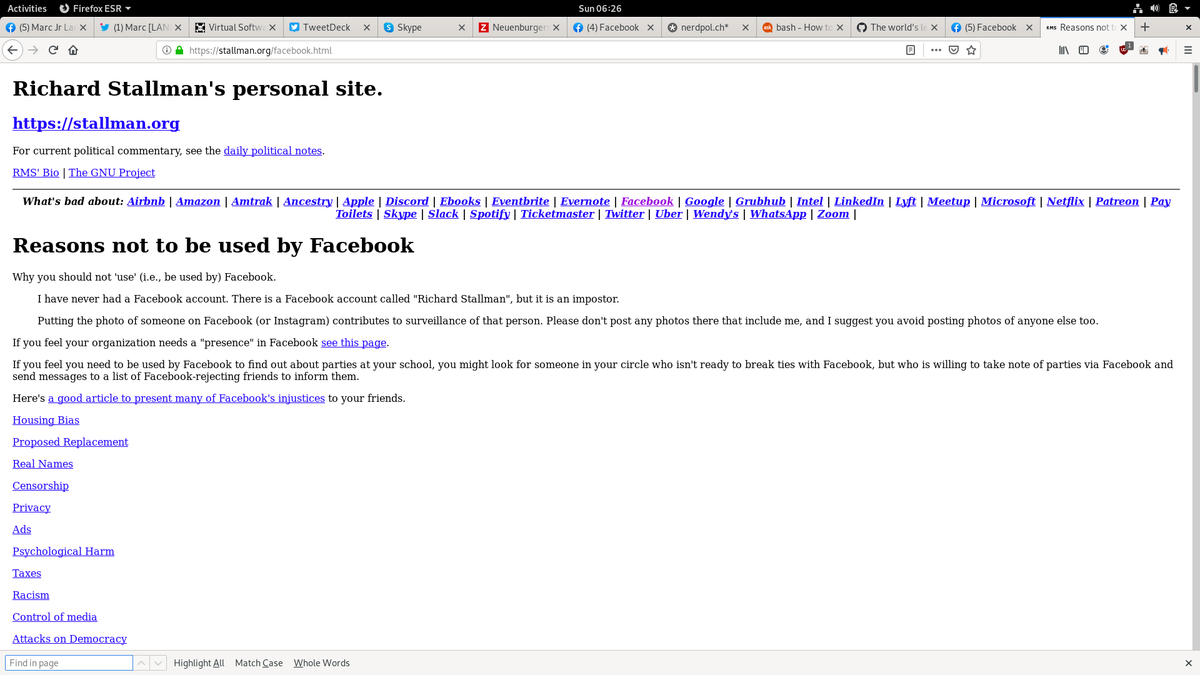 Activities Firefox ESR Sun 06:26
(5) Marc Jr La (1) Marc [LAN Virtual Softwa TweetDeck Skype Neuenburger (4) Facebook nerdpol.ch* bash - How to The world's le (5) Facebook Reasons not to
https://stallman.org/facebook.html
Richard Stallman's personal site.
https://stallman.org
For current political commentary, see the daily political notes.
RMS' Bio | The GNU Project
What's bad about: Airbnb | Amazon | Amtrak | Ancestry | Apple | Discord | Ebooks | Eventbrite | Evernote | Facebook | Google | Grubhub | Intel | LinkedIn | Lyft | Meetup | Microsoft | Netflix | Patreon | Pay
Toilets | Skype | Slack | Spotify | Ticketmaster | Twitter | Uber | Wendy's | WhatsApp | Zoom |
Reasons not to be used by Facebook
Why you should not 'use' (i.e., be used by) Facebook.
I have never had a Facebook account. There is a Facebook account called "Richard Stallman", but it is an impostor.
Putting the photo of someone on Facebook (or Instagram) contributes to surveillance of that person. Please don't post any photos there that include me, and I suggest you avoid posting photos of anyone else too.
If you feel your organization needs a "presence" in Facebook see this page.
If you feel you need to be used by Facebook to find out about parties at your school, you might look for someone in your circle who isn't ready to break ties with Facebook, but who is willing to take note of parties via Facebook and
send messages to a list of Facebook-rejecting friends to inform them.
Here's a good article to present many of Facebook's injustices to your friends.
Housing Bias
Proposed Replacement
Real Names
Censorship
Privacy
Ads
Psychological Harm
Taxes
Racism
Control of media
Attacks on Democracy
Find in page Highlight All Match Case Whole Words